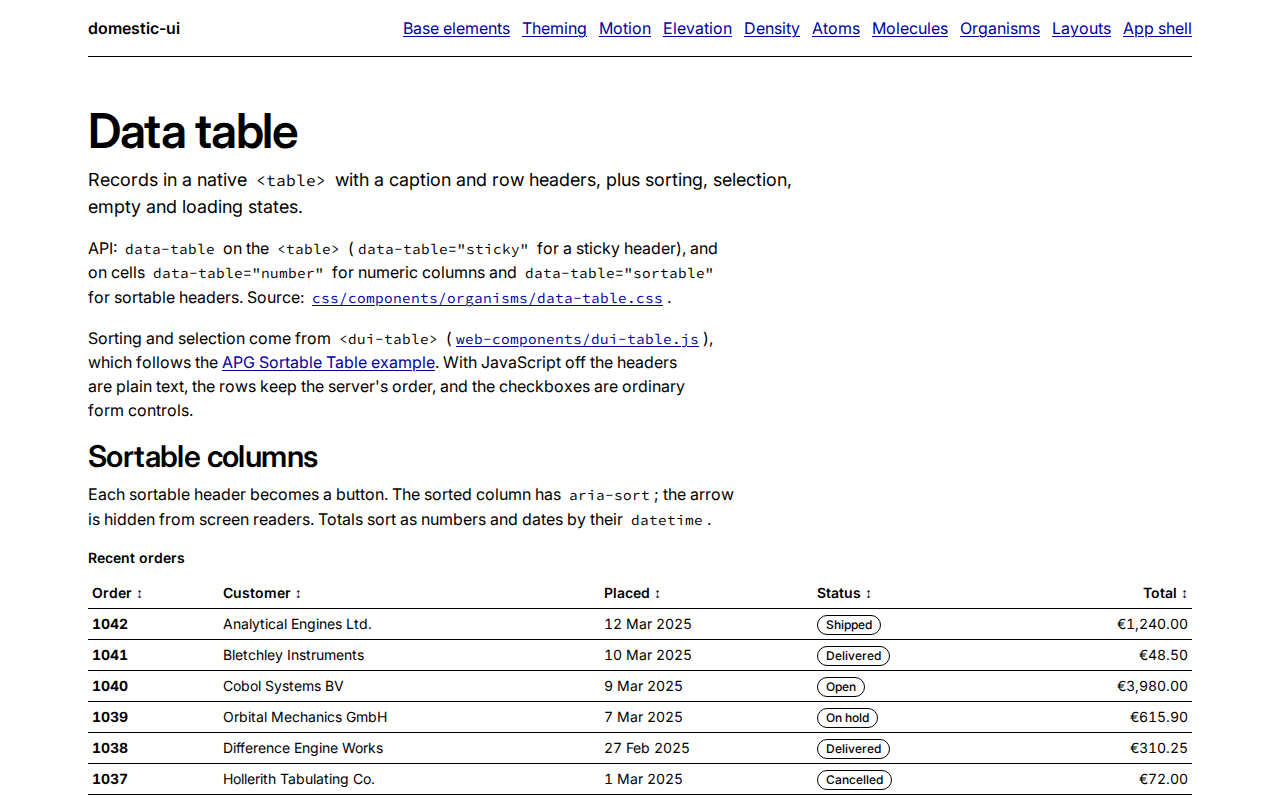 domestic-ui Base elements Theming Motion Elevation Density Atoms Molecules Organisms Layouts App shell
Data table
Records in a native <table> with a caption and row headers, plus sorting, selection,
empty and loading states.
API: data-table on the <table> ( data-table="sticky" for a sticky header), and
on cells data-table="number" for numeric columns and data-table="sortable"
for sortable headers. Source: css/components/organisms/data-table.css .
Sorting and selection come from <dui-table> ( web-components/dui-table.js ),
which follows the APG Sortable Table example. With JavaScript off the headers
are plain text, the rows keep the server's order, and the checkboxes are ordinary
form controls.
Sortable columns
Each sortable header becomes a button. The sorted column has aria-sort ; the arrow
is hidden from screen readers. Totals sort as numbers and dates by their datetime .
Recent orders
Order ↕ Customer ↕ Placed ↕ Status ↕ Total ↕
1042 Analytical Engines Ltd. 12 Mar 2025 Shipped €1,240.00
1041 Bletchley Instruments 10 Mar 2025 Delivered €48.50
1040 Cobol Systems BV 9 Mar 2025 Open €3,980.00
1039 Orbital Mechanics GmbH 7 Mar 2025 On hold €615.90
1038 Difference Engine Works 27 Feb 2025 Delivered €310.25
1037 Hollerith Tabulating Co. 1 Mar 2025 Cancelled €72.00